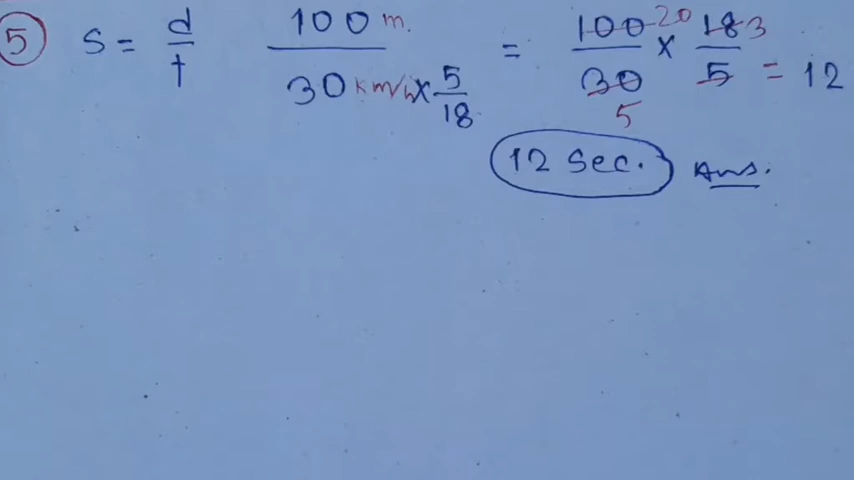 5 S = d/t 100 m. / 30 km/h × 5/18 = 100 20 / 30 5 × 18 3 / 5 = 12
12 Sec. Ans.